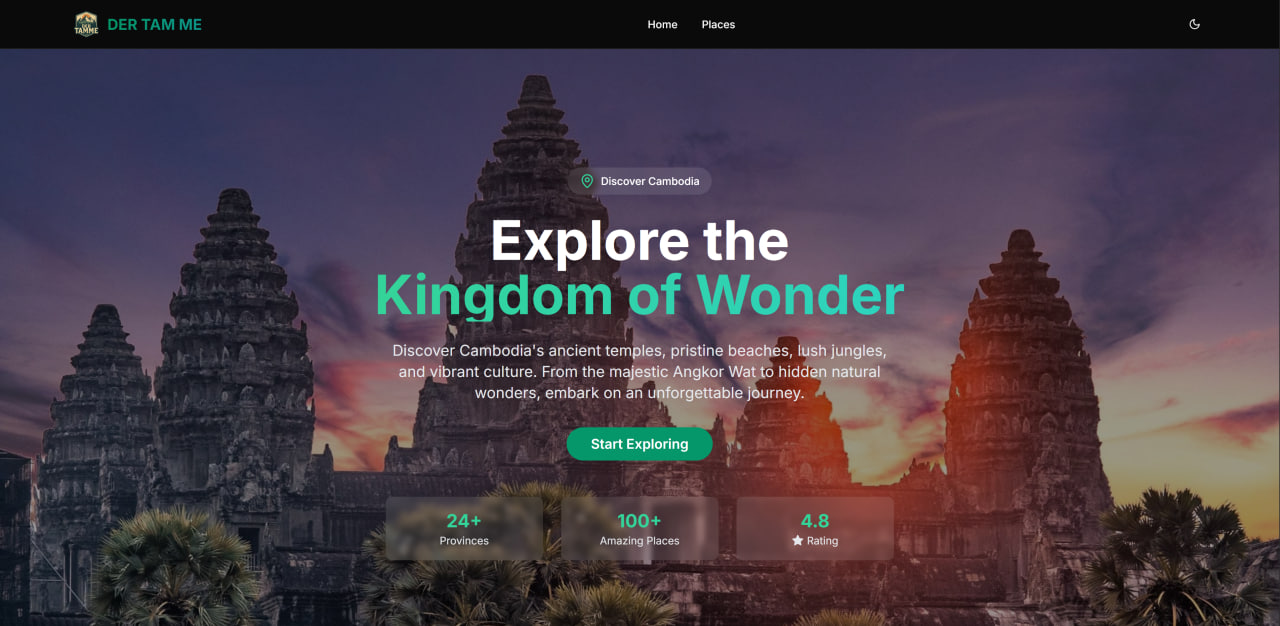 TAMME
DER TAM ME
Home
Places
Discover Cambodia
Explore the
Kingdom of Wonder
Discover Cambodia's ancient temples, pristine beaches, lush jungles,
and vibrant culture. From the majestic Angkor Wat to hidden natural
wonders, embark on an unforgettable journey.
Start Exploring
24+
Provinces
100+
Amazing Places
4.8
Rating